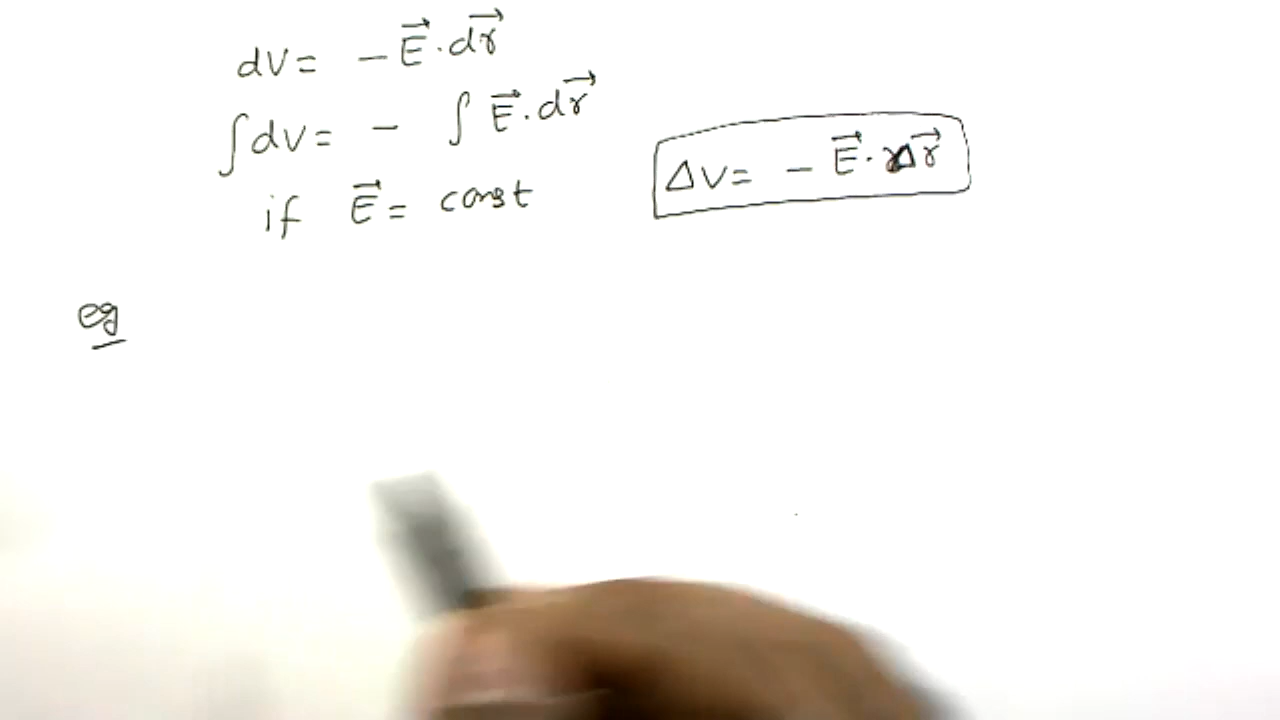 dV = − E⃗ · dr⃗
∫dV = − ∫ E⃗ · dr⃗
ΔV = − E⃗ · Δr⃗
if E⃗ = const
eg